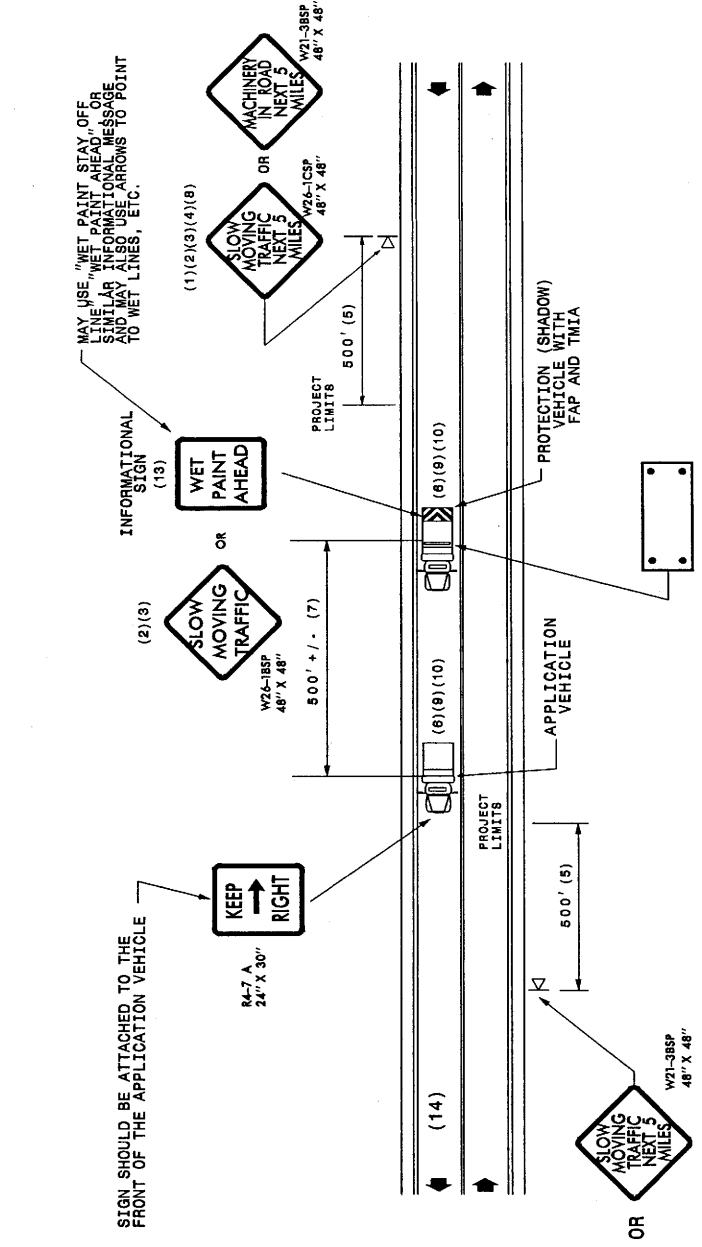 SIGN SHOULD BE ATTACHED TO THE
FRONT OF THE APPLICATION VEHICLE
KEEP
RIGHT
R4-7 A
24" X 30"
(2)(3)
SLOW
MOVING
TRAFFIC
W26-1BSP
48" X 48"
OR
INFORMATIONAL
SIGN
(13)
WET
PAINT
AHEAD
MAY USE "WET PAINT STAY OFF
LINE" "WET PAINT AHEAD", OR
SIMILAR INFORMATIONAL MESSAGE
AND MAY ALSO USE ARROWS TO POINT
TO WET LINES, ETC.
(1)(2)(3)(4)(8)
SLOW
MOVING
TRAFFIC
NEXT 5
MILES
W26-1CSP
48" X 48"
OR
MACHINERY
IN ROAD
NEXT 5
MILES
W21-3BSP
48" X 48"
500' +/- (7)
PROJECT
LIMITS
500' (5)
(14)
(6)(9)(10)
(6)(9)(10)
PROJECT
LIMITS
500' (5)
APPLICATION
VEHICLE
PROTECTION (SHADOW)
VEHICLE WITH
FAP AND TMIA
OR
SLOW
MOVING
TRAFFIC
NEXT 5
MILES
W21-3BSP
48" X 48"